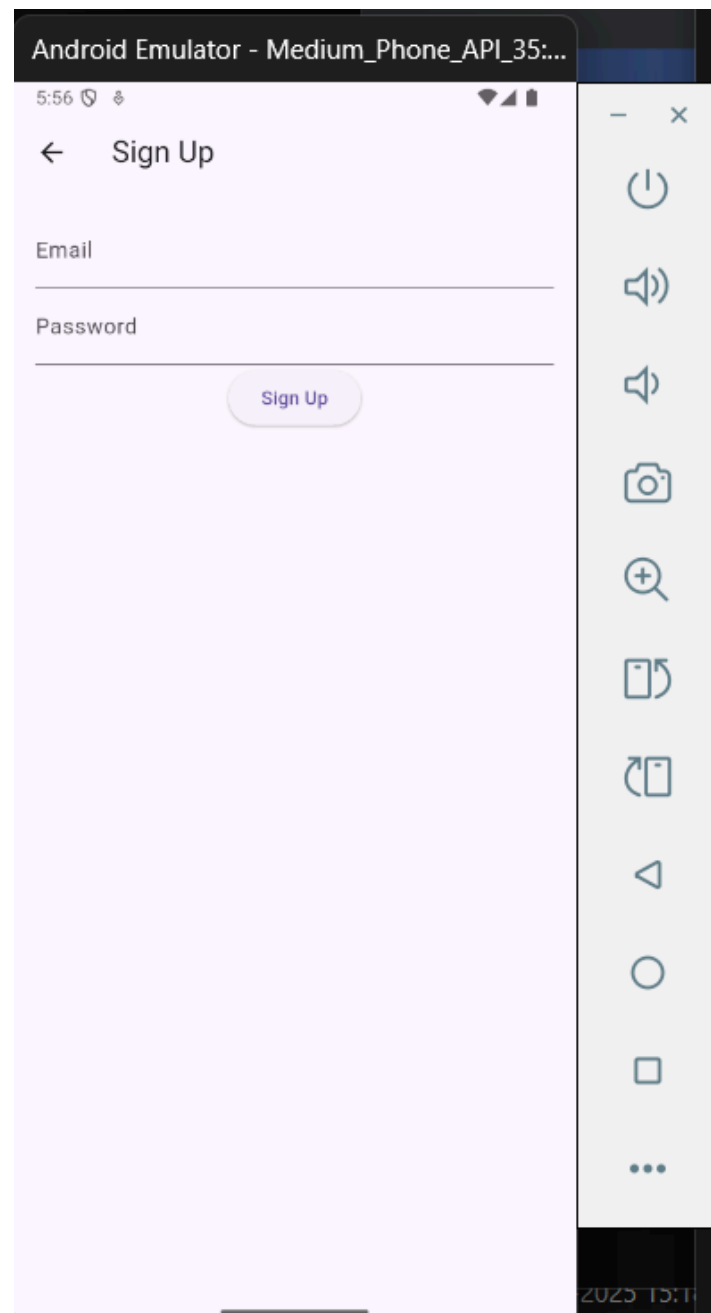 Android Emulator - Medium_Phone_API_35:...
5:56
Sign Up
Email
Password
Sign Up